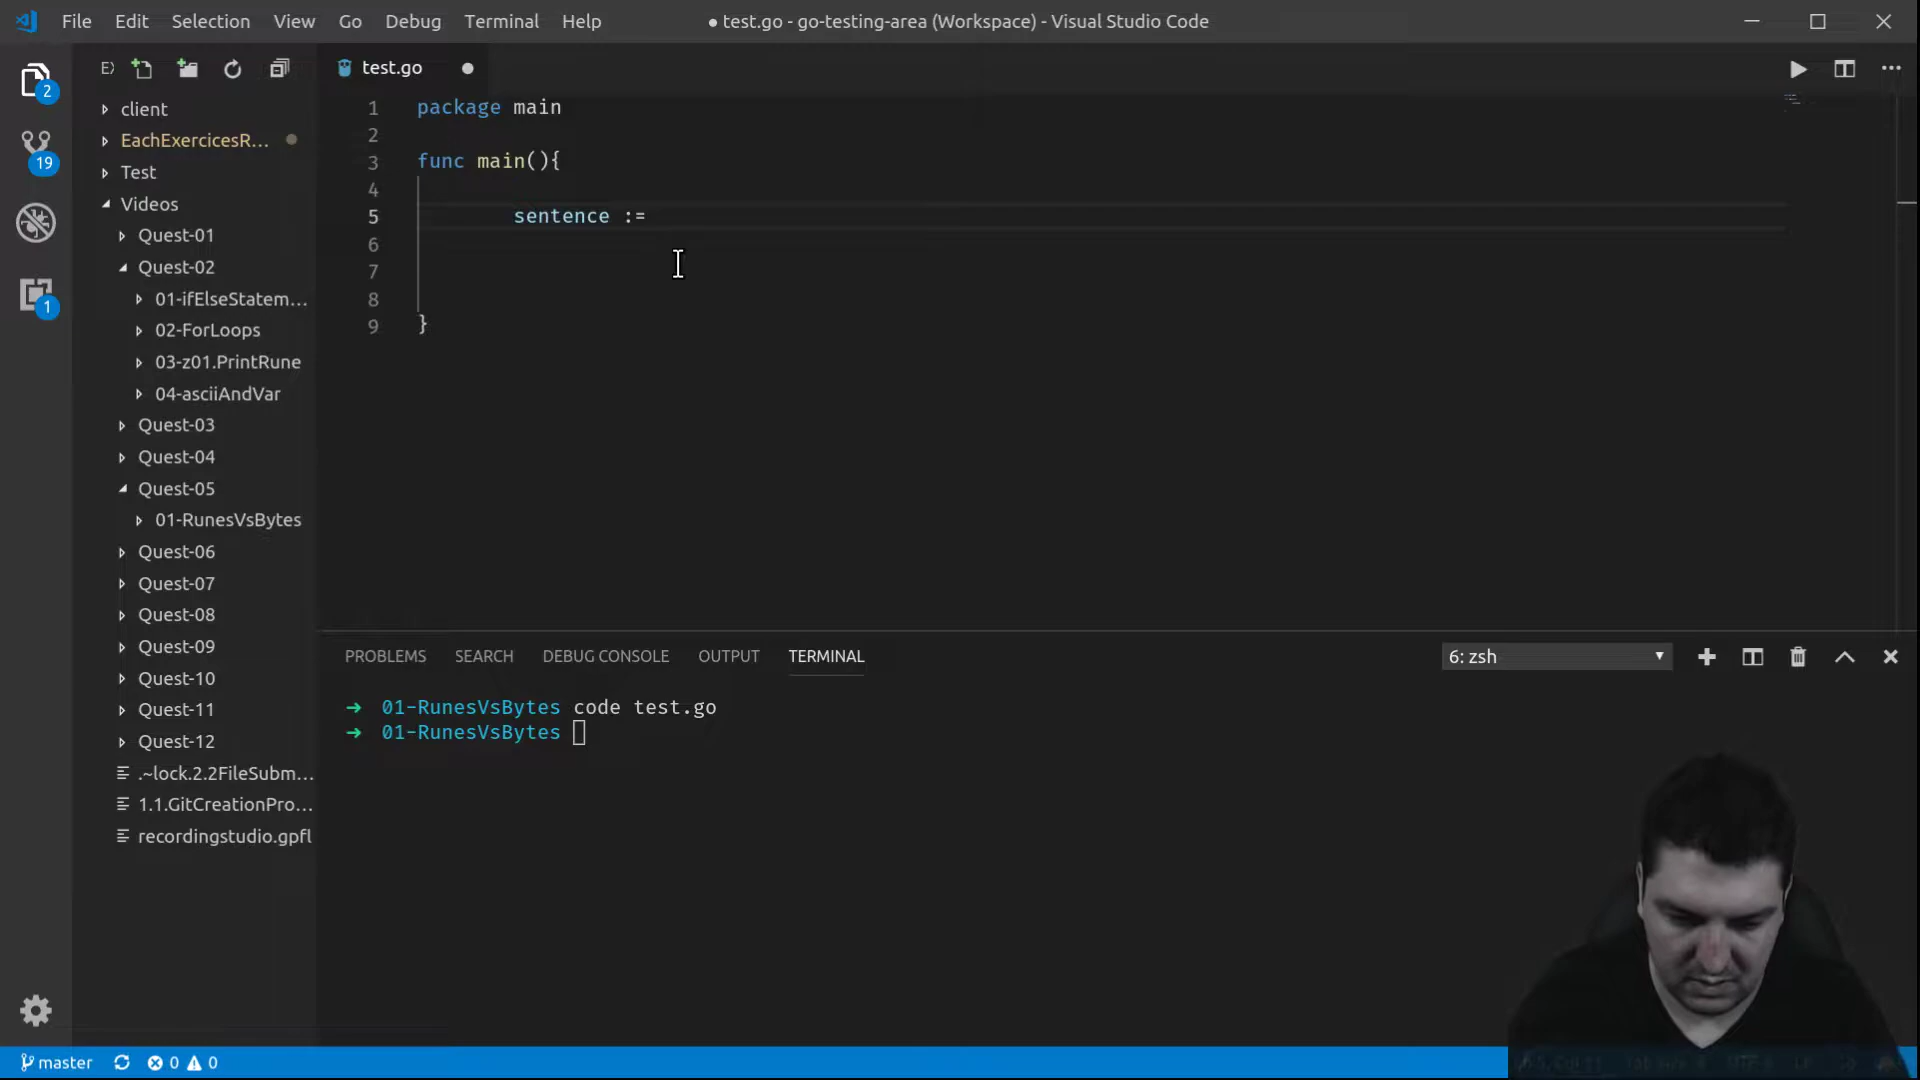 File Edit Selection View Go Debug Terminal Help
● test.go - go-testing-area (Workspace) - Visual Studio Code
test.go
client
EachExercicesR...
Test
Videos
Quest-01
Quest-02
01-ifElseStatem...
02-ForLoops
03-z01.PrintRune
04-asciiAndVar
Quest-03
Quest-04
Quest-05
01-RunesVsBytes
Quest-06
Quest-07
Quest-08
Quest-09
Quest-10
Quest-11
Quest-12
.~lock.2.2FileSubm...
1.1.GitCreationPro...
recordingstudio.gpfl
2
19
1
1 package main
2
3 func main(){
4
5 sentence :=
6
7
8
9 }
PROBLEMS SEARCH DEBUG CONSOLE OUTPUT TERMINAL
6: zsh
➜ 01-RunesVsBytes code test.go
➜ 01-RunesVsBytes
master 0 0